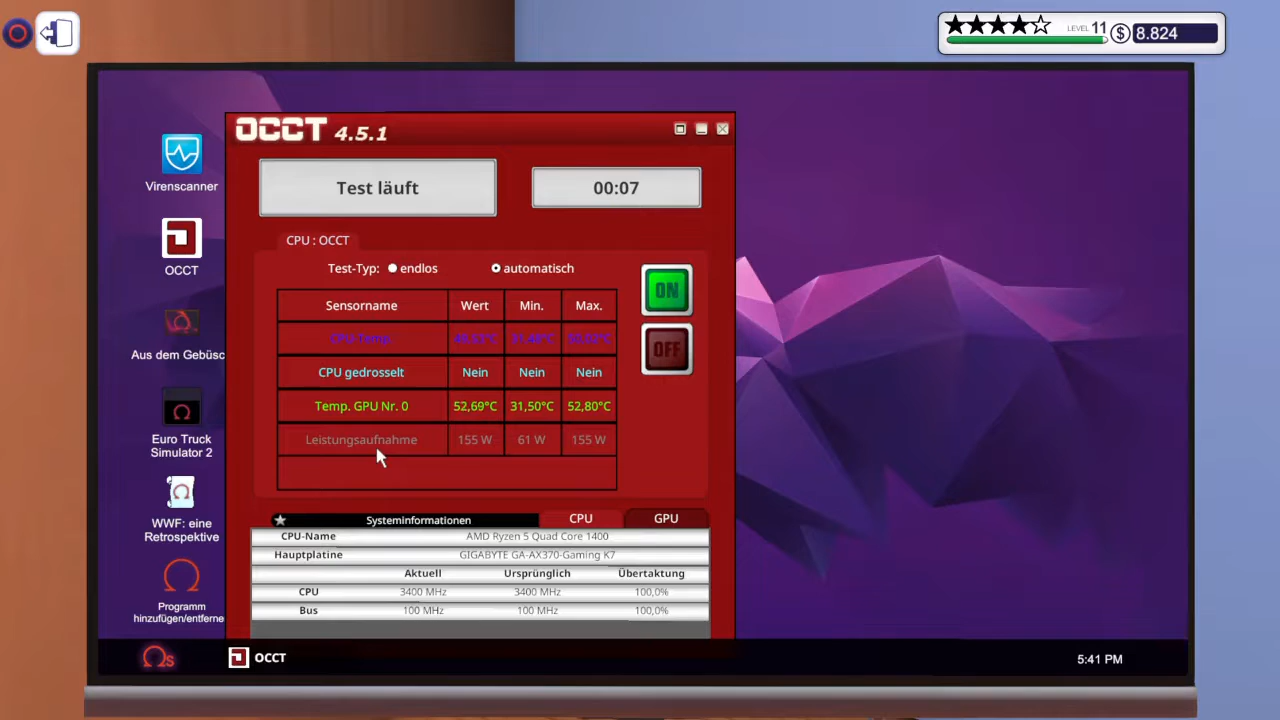 LEVEL 11 $ 8.824
OCCT 4.5.1
Test läuft
00:07
CPU : OCCT
Test-Typ: endlos automatisch
ON
OFF
Sensorname Wert Min. Max.
CPU Temp.
CPU gedrosselt Nein Nein Nein
Temp. GPU Nr. 0 52,69°C 31,50°C 52,80°C
Leistungsaufnahme 155 W 61 W 155 W
Systeminformationen CPU GPU
CPU-Name AMD Ryzen 5 Quad Core 1400
Hauptplatine GIGABYTE GA-AX370-Gaming K7
Aktuell Ursprünglich Übertaktung
CPU 3400 MHz 3400 MHz 100,0%
Bus 100 MHz 100 MHz 100,0%
Virenscanner
OCCT
Aus dem Gebüsc
Euro Truck
Simulator 2
WWF: eine
Retrospektive
Programm
hinzufügen/entferne
Ωs
OCCT
5:41 PM